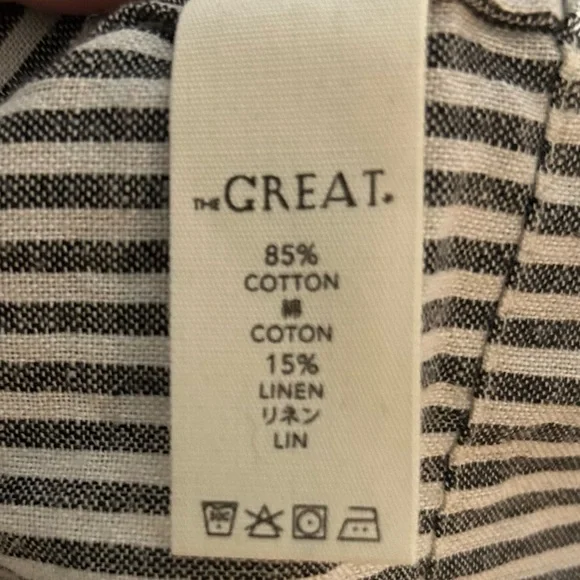 THE GREAT.
85%
COTTON
綿
COTON
15%
LINEN
リネン
LIN